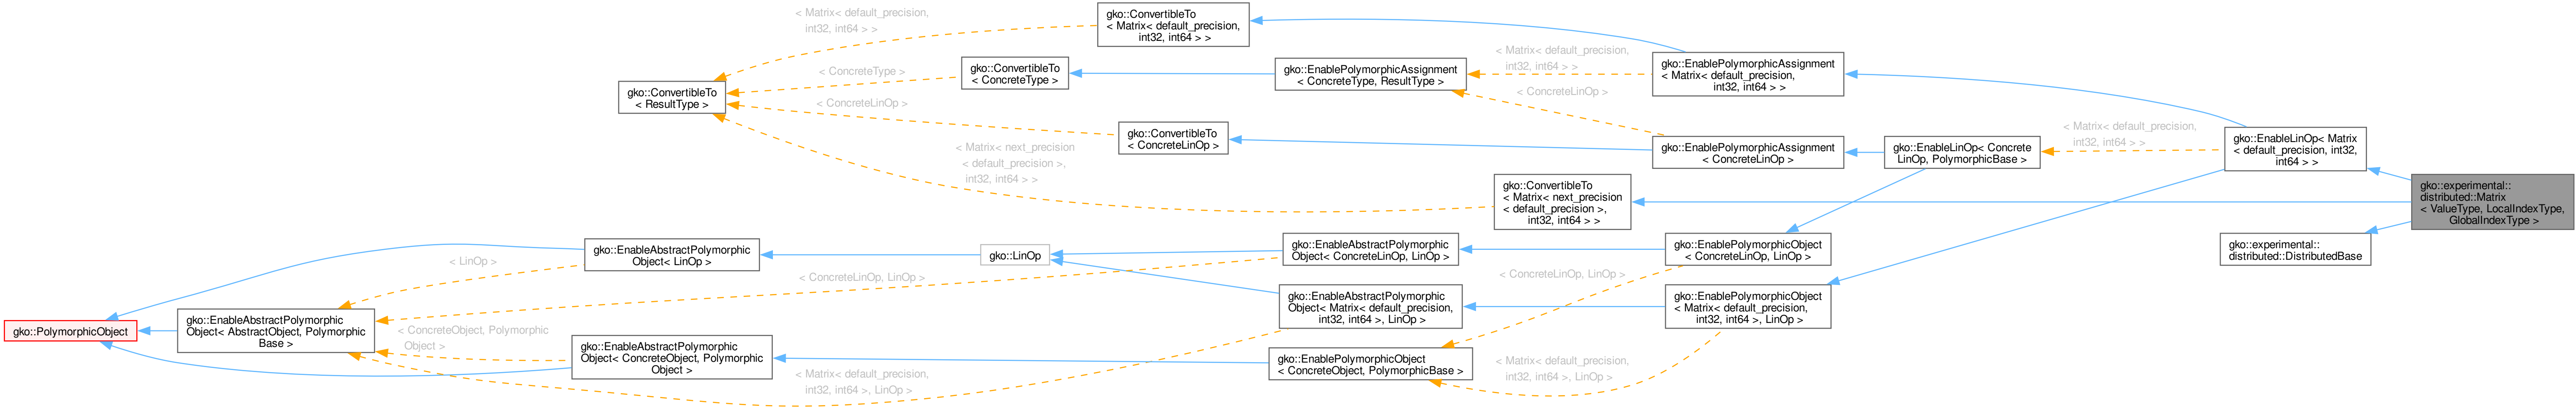 < Matrix< default_precision,
int32, int64 > >
gko::ConvertibleTo
< Matrix< default_precision,
int32, int64 > >
< ConcreteType >
gko::ConvertibleTo
< ConcreteType >
gko::EnablePolymorphicAssignment
< ConcreteType, ResultType >
< Matrix< default_precision,
int32, int64 > >
gko::EnablePolymorphicAssignment
< Matrix< default_precision,
int32, int64 > >
gko::ConvertibleTo
< ResultType >
< ConcreteLinOp >
< ConcreteLinOp >
gko::ConvertibleTo
< ConcreteLinOp >
gko::EnablePolymorphicAssignment
< ConcreteLinOp >
gko::EnableLinOp< Concrete
LinOp, PolymorphicBase >
< Matrix< default_precision,
int32, int64 > >
gko::EnableLinOp< Matrix
< default_precision, int32,
int64 > >
< Matrix< next_precision
< default_precision >,
int32, int64 > >
gko::ConvertibleTo
< Matrix< next_precision
< default_precision >,
int32, int64 > >
gko::experimental::
distributed::Matrix
< ValueType, LocalIndexType,
GlobalIndexType >
gko::EnableAbstractPolymorphic
Object< LinOp >
< LinOp >
gko::LinOp
< ConcreteLinOp, LinOp >
gko::EnableAbstractPolymorphic
Object< ConcreteLinOp, LinOp >
< ConcreteLinOp, LinOp >
gko::EnablePolymorphicObject
< ConcreteLinOp, LinOp >
gko::experimental::
distributed::DistributedBase
gko::PolymorphicObject
gko::EnableAbstractPolymorphic
Object< AbstractObject, Polymorphic
Base >
< ConcreteObject, Polymorphic
Object >
gko::EnableAbstractPolymorphic
Object< ConcreteObject, Polymorphic
Object >
gko::EnableAbstractPolymorphic
Object< Matrix< default_precision,
int32, int64 >, LinOp >
gko::EnablePolymorphicObject
< Matrix< default_precision,
int32, int64 >, LinOp >
< Matrix< default_precision,
int32, int64 >, LinOp >
gko::EnablePolymorphicObject
< ConcreteObject, PolymorphicBase >
< Matrix< default_precision,
int32, int64 >, LinOp >